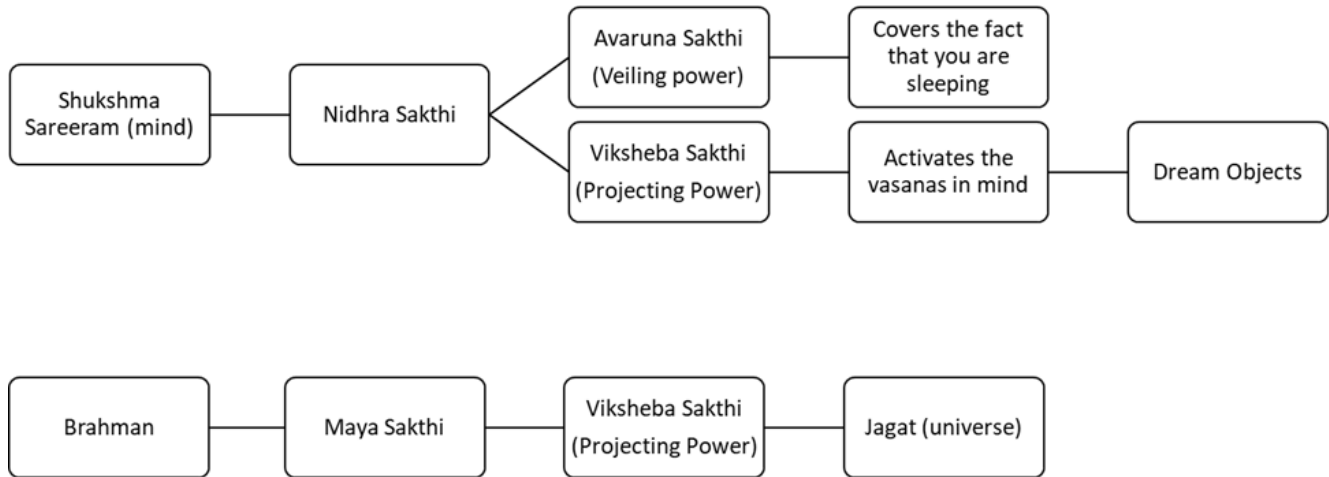 Shukshma
Sareeram (mind)
Nidhra Sakthi
Avaruna Sakthi
(Veiling power)
Covers the fact
that you are
sleeping
Viksheba Sakthi
(Projecting Power)
Activates the
vasanas in mind
Dream Objects
Brahman
Maya Sakthi
Viksheba Sakthi
(Projecting Power)
Jagat (universe)